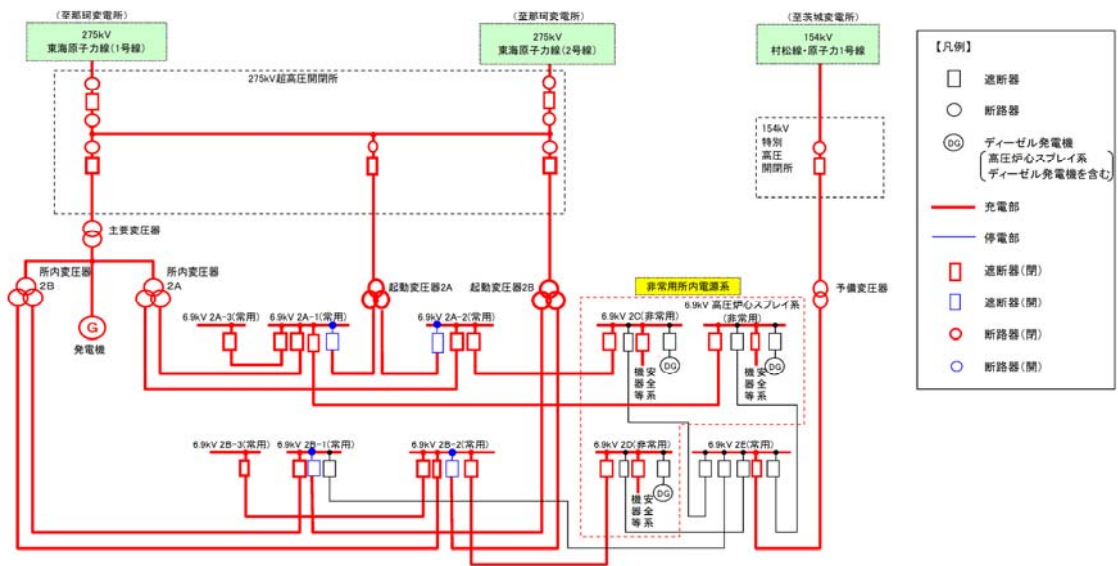 (至那珂変電所)
275kV
東海原子力線(1号線)
(至那珂変電所)
275kV
東海原子力線(2号線)
(至茨城変電所)
154kV
村松線・原子力1号線
275kV超高圧開閉所
154kV
特別
高圧
開閉所
主要変圧器
所内変圧器
2B
所内変圧器
2A
G
発電機
起動変圧器2A
起動変圧器2B
予備変圧器
非常用所内電源系
6.9kV 2A-3(常用)
6.9kV 2A-1(常用)
6.9kV 2A-2(常用)
6.9kV 2C(非常用)
6.9kV 高圧炉心スプレイ系
(非常用)
DG
DG
安全系
機器等
安全系
機器等
6.9kV 2B-3(常用)
6.9kV 2B-1(常用)
6.9kV 2B-2(常用)
6.9kV 2D(非常用)
6.9kV 2E(常用)
DG
安全系
機器等
【凡例】
遮断器
断路器
DG
ディーゼル発電機
高圧炉心スプレイ系
ディーゼル発電機を含む
充電部
停電部
遮断器(閉)
遮断器(開)
断路器(閉)
断路器(開)